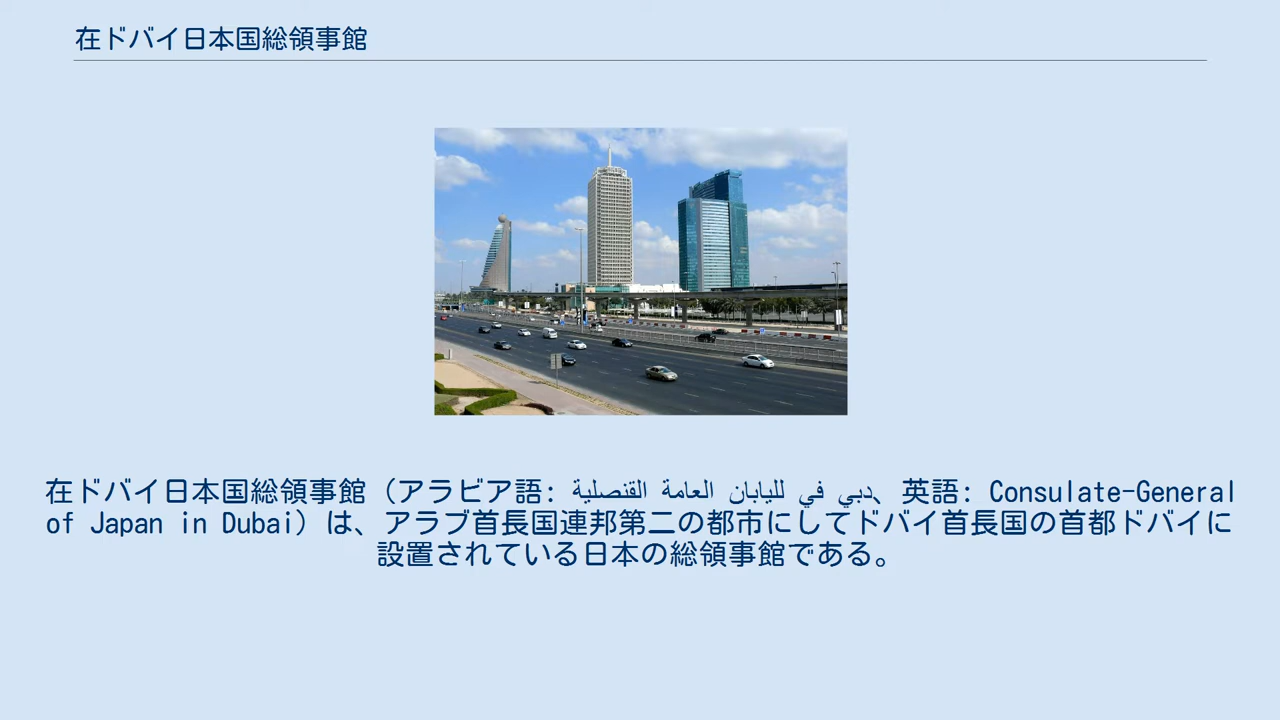 在ドバイ日本国総領事館
在ドバイ日本国総領事館（アラビア語: القنصلية العامة لليابان في دبي、英語: Consulate-General
of Japan in Dubai）は、アラブ首長国連邦第二の都市にしてドバイ首長国の首都ドバイに
設置されている日本の総領事館である。